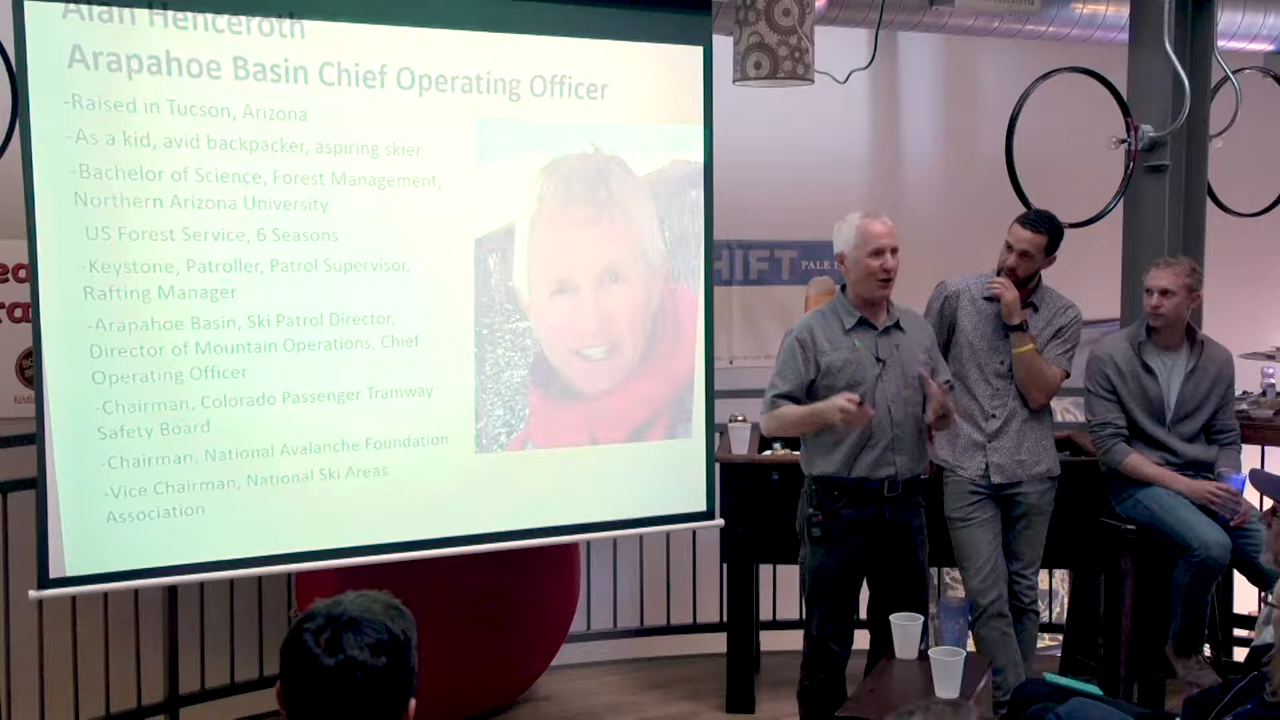 Alan Henceroth
Arapahoe Basin Chief Operating Officer
-Raised in Tucson, Arizona
-As a kid, avid backpacker, aspiring skier
-Bachelor of Science, Forest Management,
Northern Arizona University
US Forest Service, 6 Seasons
-Keystone, Patroller, Patrol Supervisor,
Rafting Manager
-Arapahoe Basin, Ski Patrol Director,
Director of Mountain Operations, Chief
Operating Officer
-Chairman, Colorado Passenger Tramway
Safety Board
-Chairman, National Avalanche Foundation
-Vice Chairman, National Ski Areas
Association
HIFT PALE